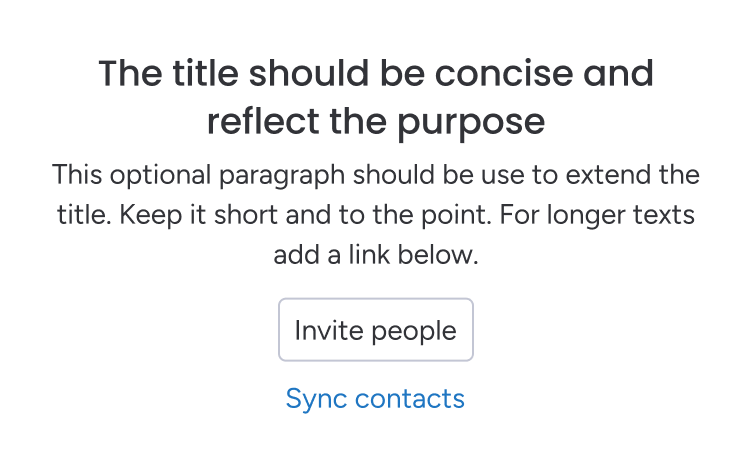 The title should be concise and
reflect the purpose
This optional paragraph should be use to extend the
title. Keep it short and to the point. For longer texts
add a link below.
Invite people
Sync contacts